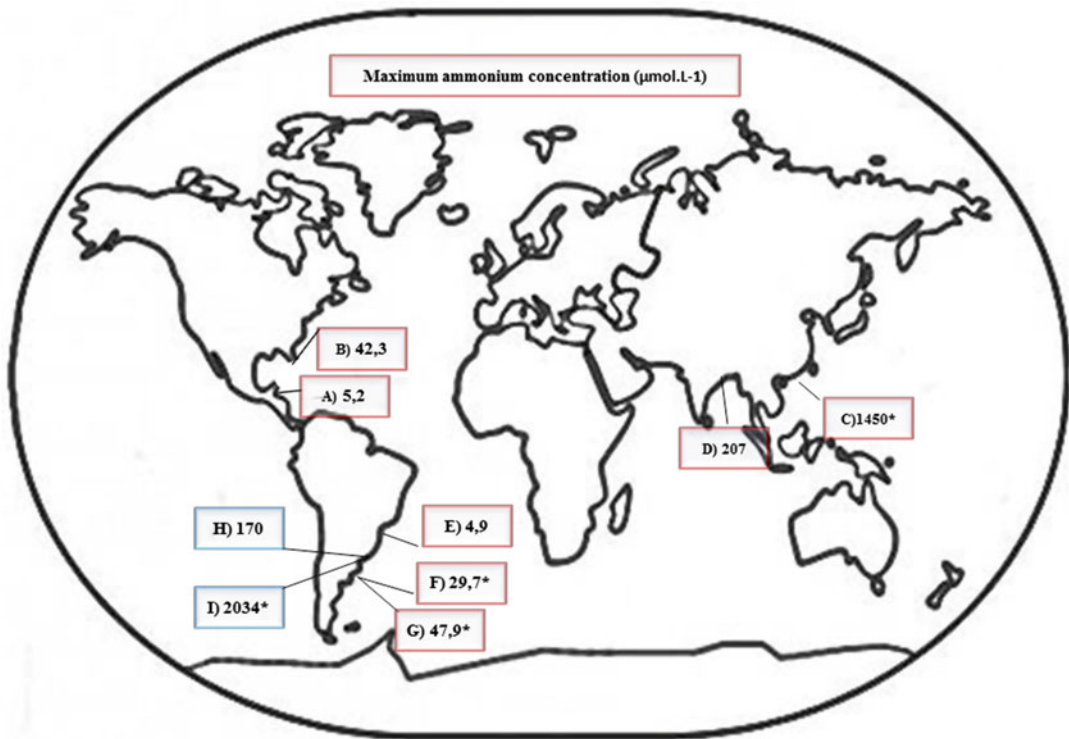 Maximum ammonium concentration (µmol.L-1)
B) 42,3
A) 5,2
C)1450*
D) 207
H) 170
E) 4,9
F) 29,7*
I) 2034*
G) 47,9*